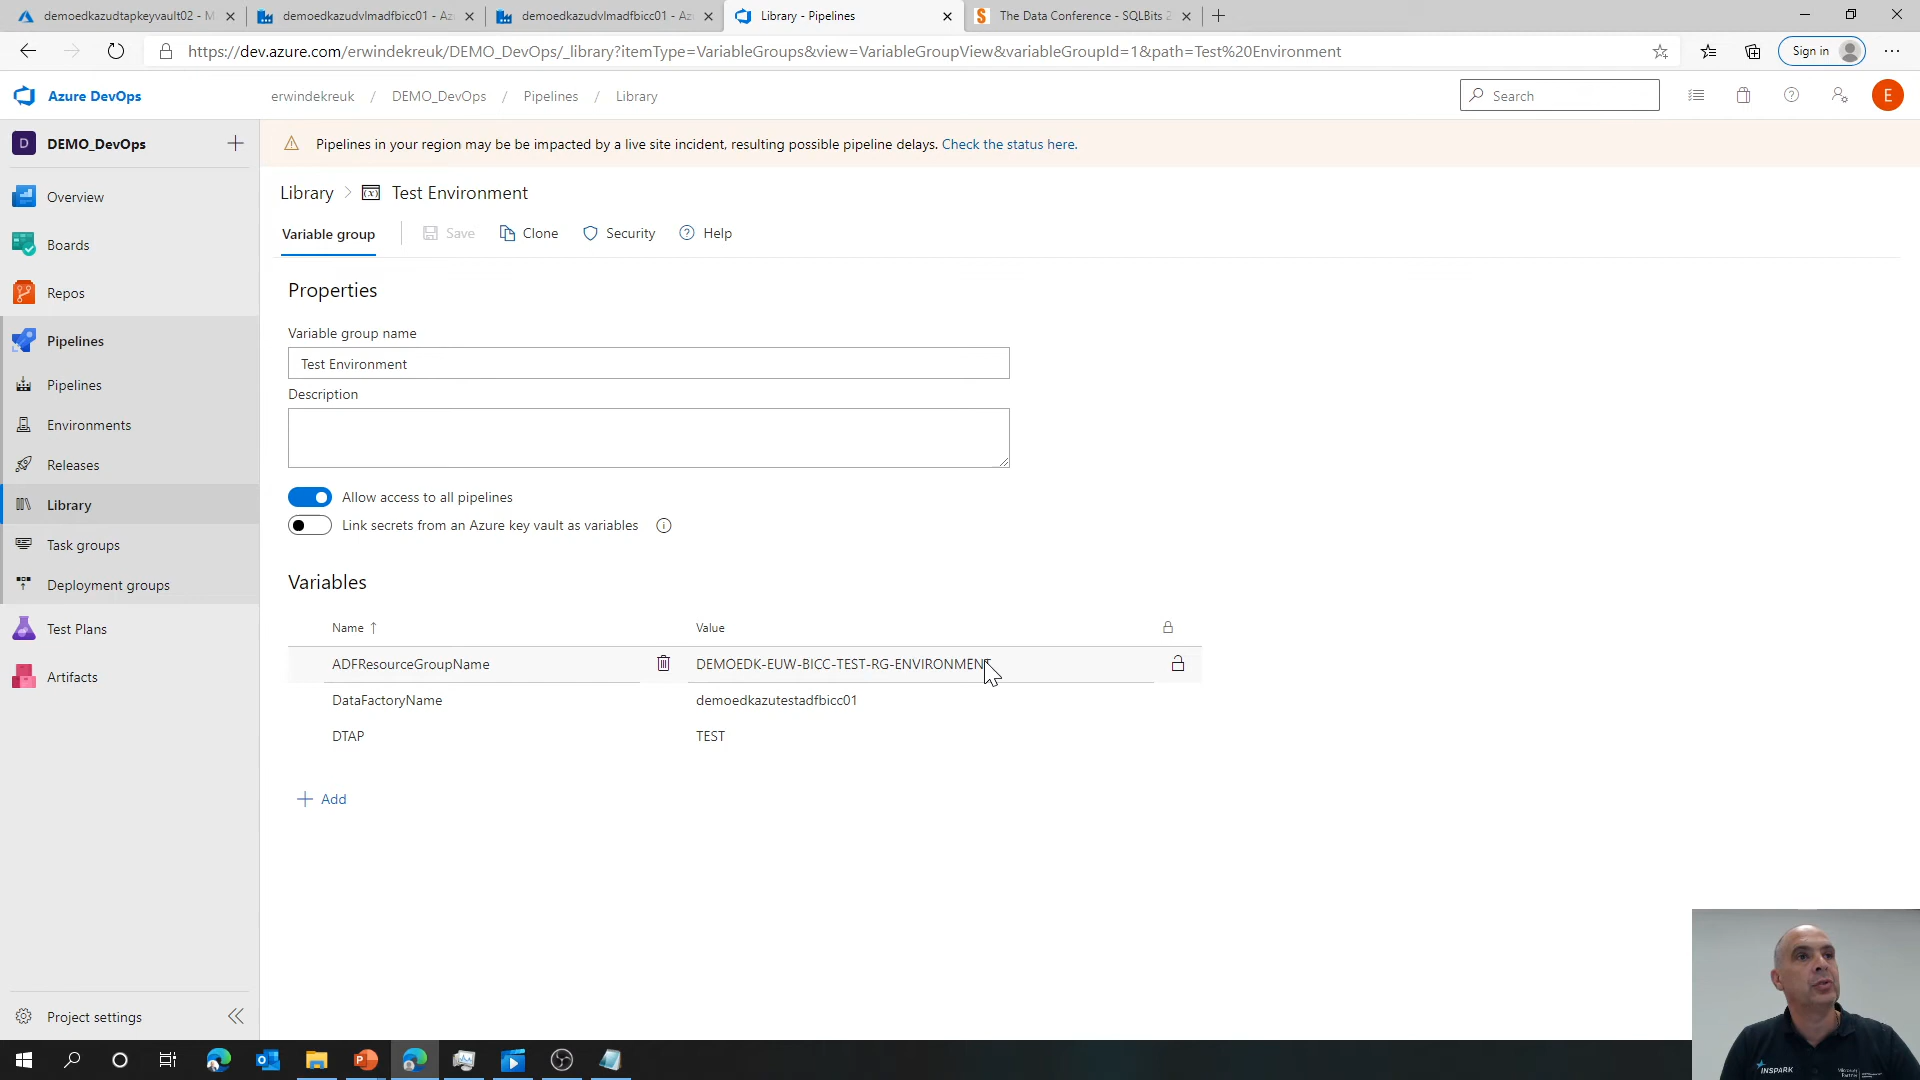 demoedkazudtapkeyvault02 - M
demoedkazudvlmadfbicc01 - Az
demoedkazudvlmadfbicc01 - Az
Library - Pipelines
The Data Conference - SQLBits 2
https://dev.azure.com/erwindekreuk/DEMO_DevOps/_library?itemType=VariableGroups&view=VariableGroupView&variableGroupId=1&path=Test%20Environment
Sign in
Azure DevOps
erwindekreuk / DEMO_DevOps / Pipelines / Library
Search
E
D DEMO_DevOps
Pipelines in your region may be be impacted by a live site incident, resulting possible pipeline delays. Check the status here.
Overview
Boards
Repos
Pipelines
Pipelines
Environments
Releases
Library
Task groups
Deployment groups
Test Plans
Artifacts
Project settings
Library > Test Environment
Variable group
Save
Clone
Security
Help
Properties
Variable group name
Test Environment
Description
Allow access to all pipelines
Link secrets from an Azure key vault as variables
Variables
Name ↑ Value
ADFResourceGroupName DEMOEDK-EUW-BICC-TEST-RG-ENVIRONMENT
DataFactoryName demoedkazutestadfbicc01
DTAP TEST
+ Add
INSPARK